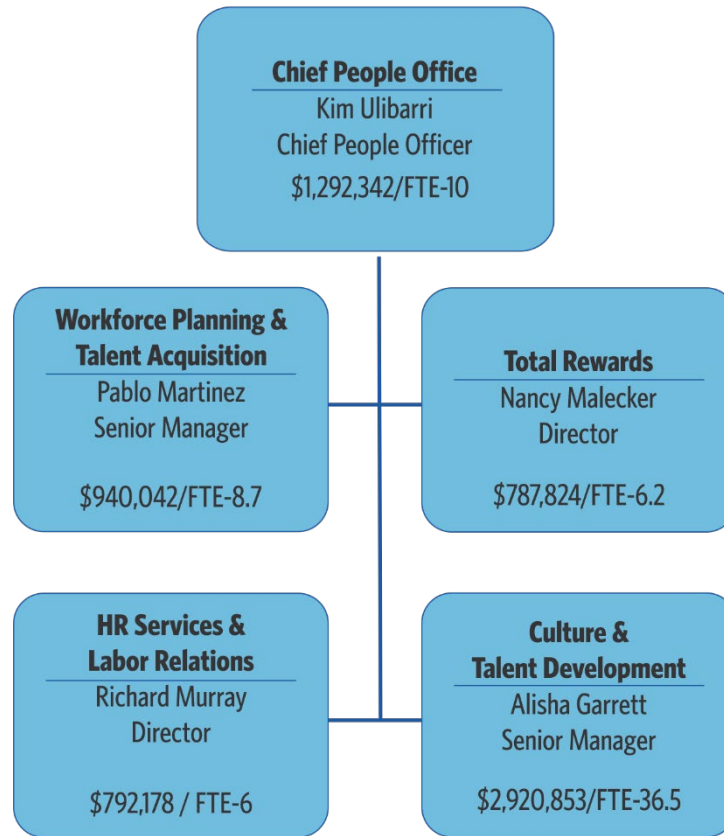 Chief People Office
Kim Ulibarri
Chief People Officer
$1,292,342/FTE-10
Workforce Planning &
Talent Acquisition
Pablo Martinez
Senior Manager
$940,042/FTE-8.7
Total Rewards
Nancy Malecker
Director
$787,824/FTE-6.2
HR Services &
Labor Relations
Richard Murray
Director
$792,178 / FTE-6
Culture &
Talent Development
Alisha Garrett
Senior Manager
$2,920,853/FTE-36.5